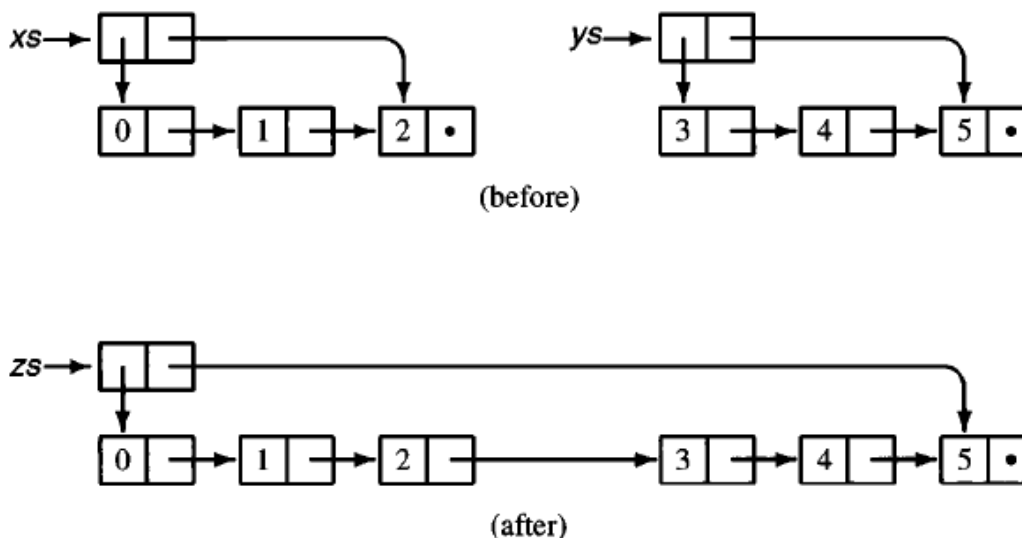 xs ys
0 1 2 • 3 4 5 •
(before)
zs
0 1 2 3 4 5 •
(after)